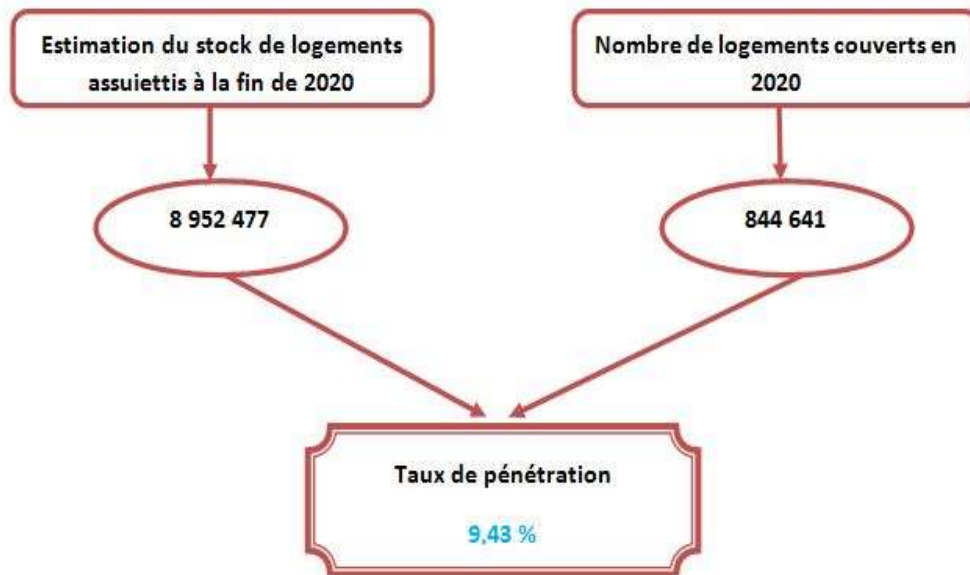 Estimation du stock de logements
assuiettis à la fin de 2020
Nombre de logements couverts en
2020
8 952 477
844 641
Taux de pénétration
9,43 %